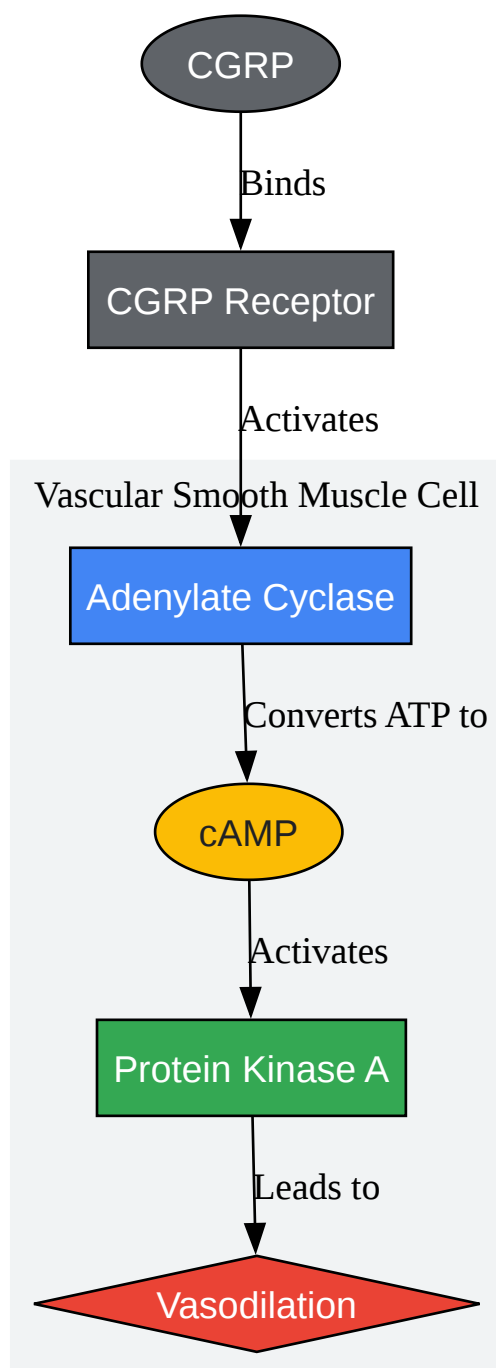 CGRP
Binds
CGRP Receptor
Activates
Vascular Smooth Muscle Cell
Adenylate Cyclase
Converts ATP to
cAMP
Activates
Protein Kinase A
Leads to
Vasodilation